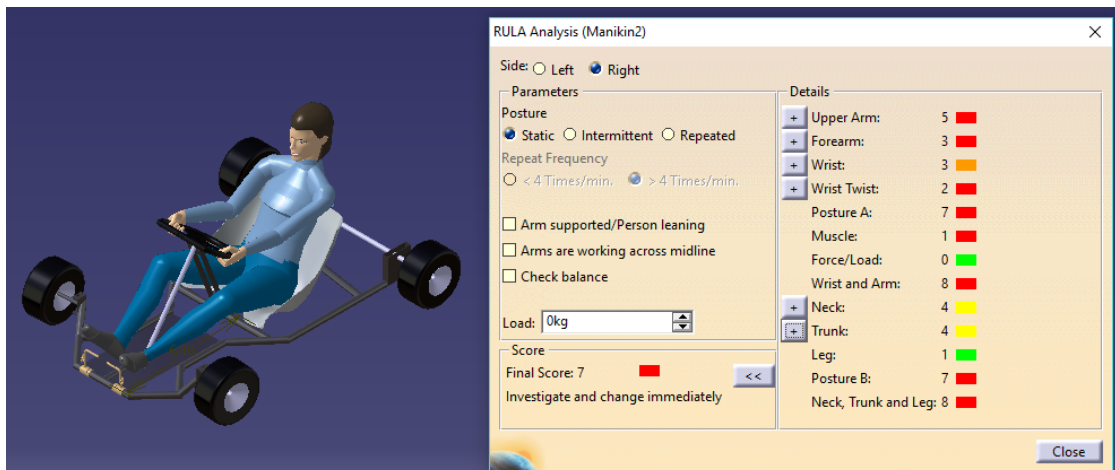 RULA Analysis (Manikin2)
Side: Left Right
Parameters
Posture
Static Intermittent Repeated
Repeat Frequency
< 4 Times/min. > 4 Times/min.
Arm supported/Person leaning
Arms are working across midline
Check balance
Load: 0kg
Score
Final Score: 7
<<
Investigate and change immediately
Details
+ Upper Arm: 5
+ Forearm: 3
+ Wrist: 3
+ Wrist Twist: 2
Posture A: 7
Muscle: 1
Force/Load: 0
Wrist and Arm: 8
+ Neck: 4
+ Trunk: 4
Leg: 1
Posture B: 7
Neck, Trunk and Leg: 8
Close